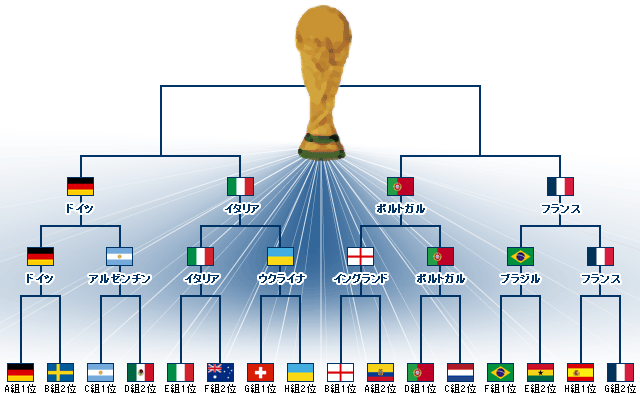 ドイツ
イタリア
ポルトガル
フランス
ドイツ
アルゼンチン
イタリア
ウクライナ
イングランド
ポルトガル
ブラジル
フランス
A組1位
B組2位
C組1位
D組2位
E組1位
F組2位
G組1位
H組2位
B組1位
A組2位
D組1位
C組2位
F組1位
E組2位
H組1位
G組2位